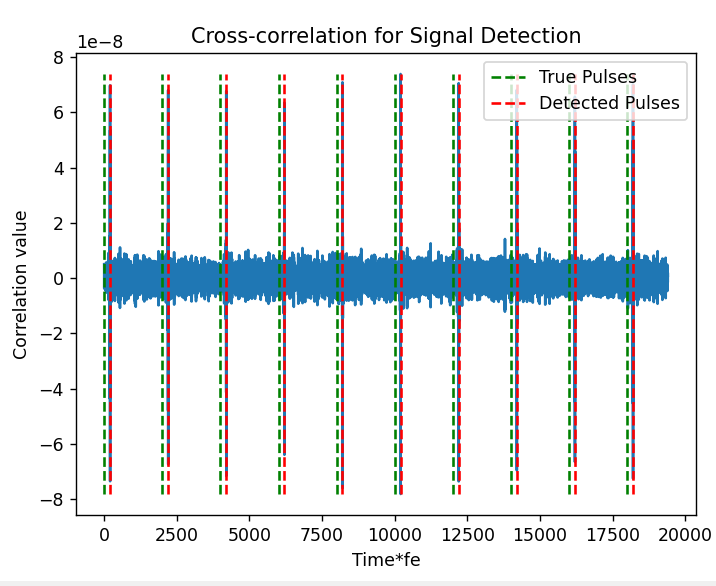 Cross-correlation for Signal Detection
1e−8
True Pulses
Detected Pulses
8
6
4
2
0
−2
−4
−6
−8
Correlation value
0 2500 5000 7500 10000 12500 15000 17500 20000
Time*fe